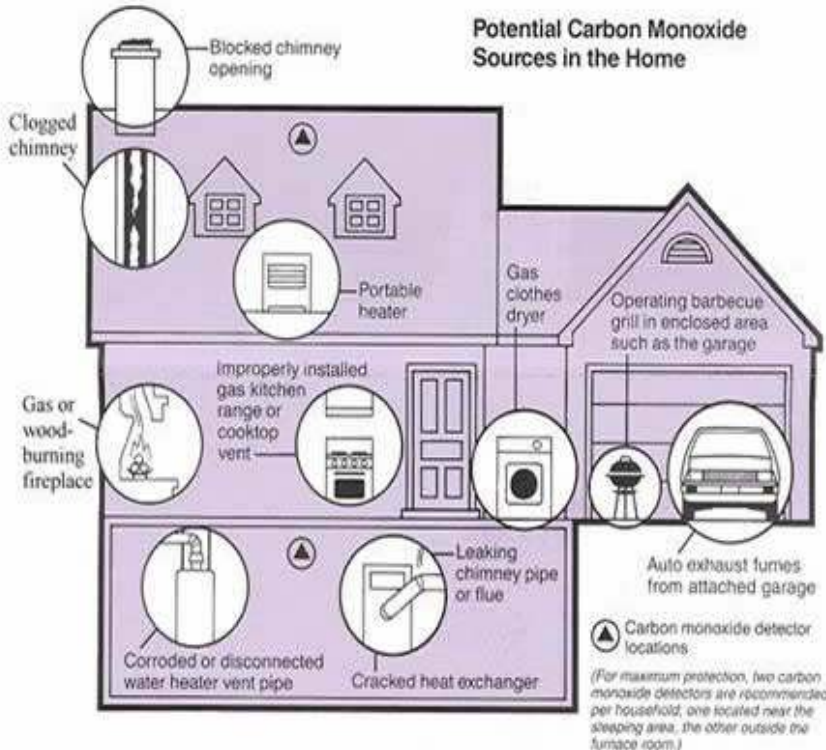 Potential Carbon Monoxide
Sources in the Home
Blocked chimney
opening
Clogged
chimney
Portable
heater
Gas
clothes
dryer
Operating barbecue
grill in enclosed area
such as the garage
Improperly installed
gas kitchen
range or
cooktop
vent
Gas or
wood-
burning
fireplace
Leaking
chimney pipe
or flue
Auto exhaust fumes
from attached garage
Corroded or disconnected
water heater vent pipe
Cracked heat exchanger
Carbon monoxide detector
locations
(For maximum protection, two carbon
monoxide detectors are recommended
per household, one located near the
sleeping area, the other outside the
furnace room.)